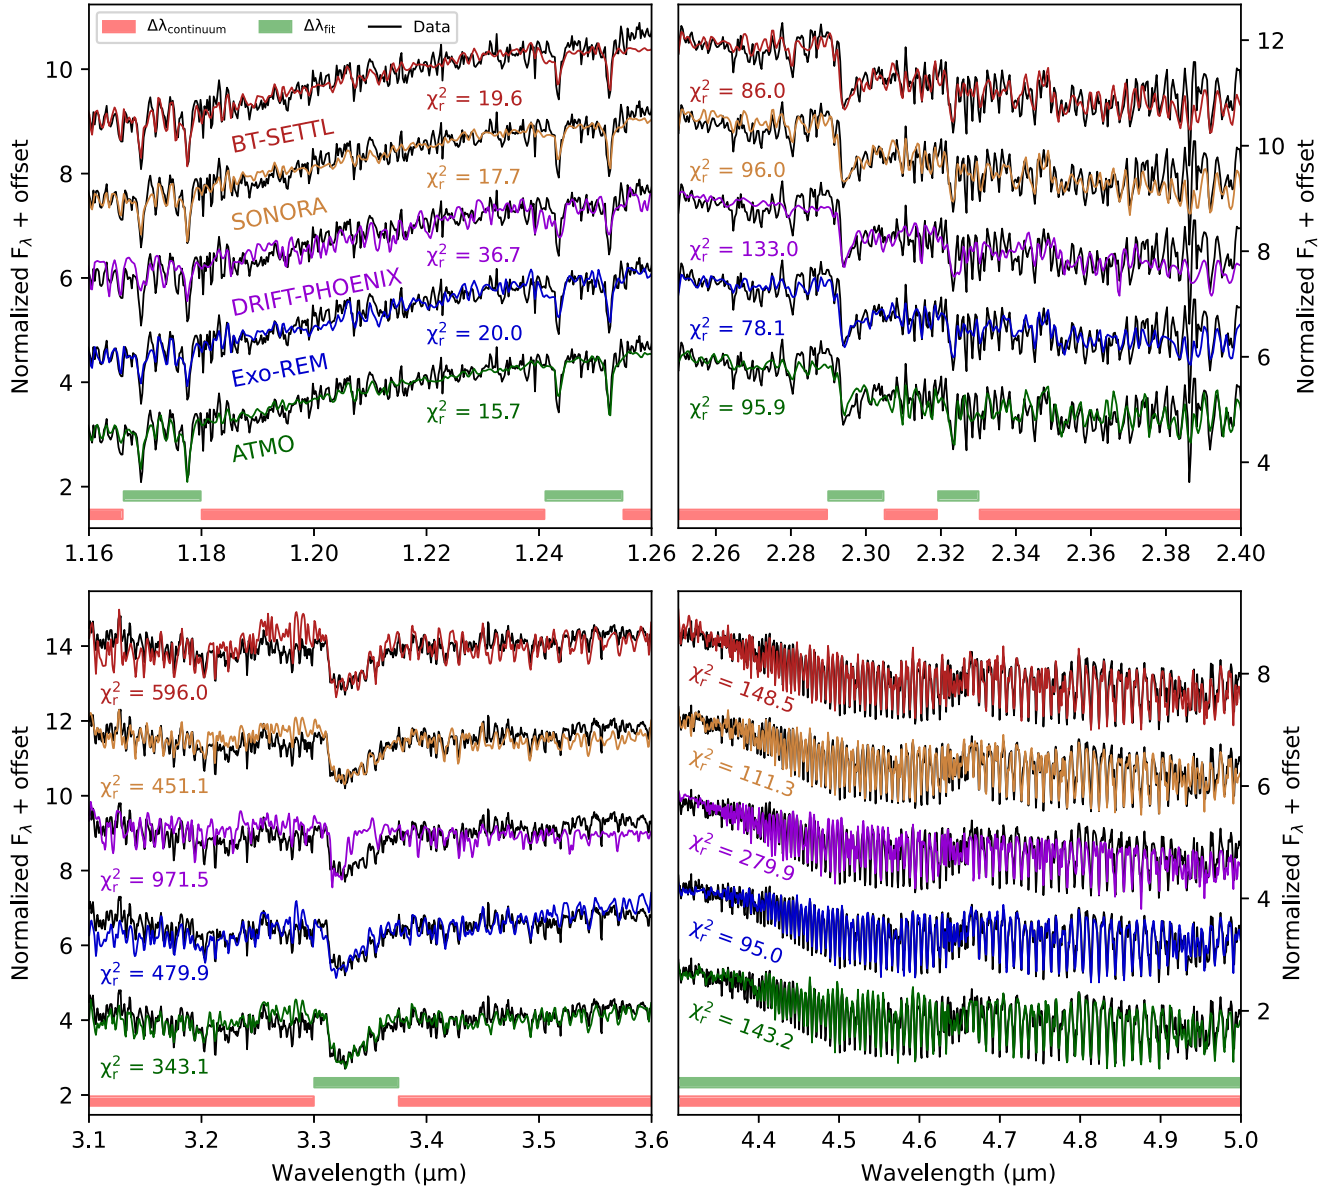 Δλcontinuum Δλfit Data
Normalized Fλ + offset
10
8
6
4
2
χr² = 19.6
BT-SETTL
χr² = 17.7
SONORA
χr² = 36.7
DRIFT-PHOENIX
χr² = 20.0
Exo-REM
χr² = 15.7
ATMO
1.16 1.18 1.20 1.22 1.24 1.26
χr² = 86.0
χr² = 96.0
χr² = 133.0
χr² = 78.1
χr² = 95.9
12
10
8
6
4
Normalized Fλ + offset
2.26 2.28 2.30 2.32 2.34 2.36 2.38 2.40
Normalized Fλ + offset
14
12
10
8
6
4
2
χr² = 596.0
χr² = 451.1
χr² = 971.5
χr² = 479.9
χr² = 343.1
3.1 3.2 3.3 3.4 3.5 3.6
Wavelength (μm)
χr² = 148.5
χr² = 111.3
χr² = 279.9
χr² = 95.0
χr² = 143.2
8
6
4
2
Normalized Fλ + offset
4.4 4.5 4.6 4.7 4.8 4.9 5.0
Wavelength (μm)